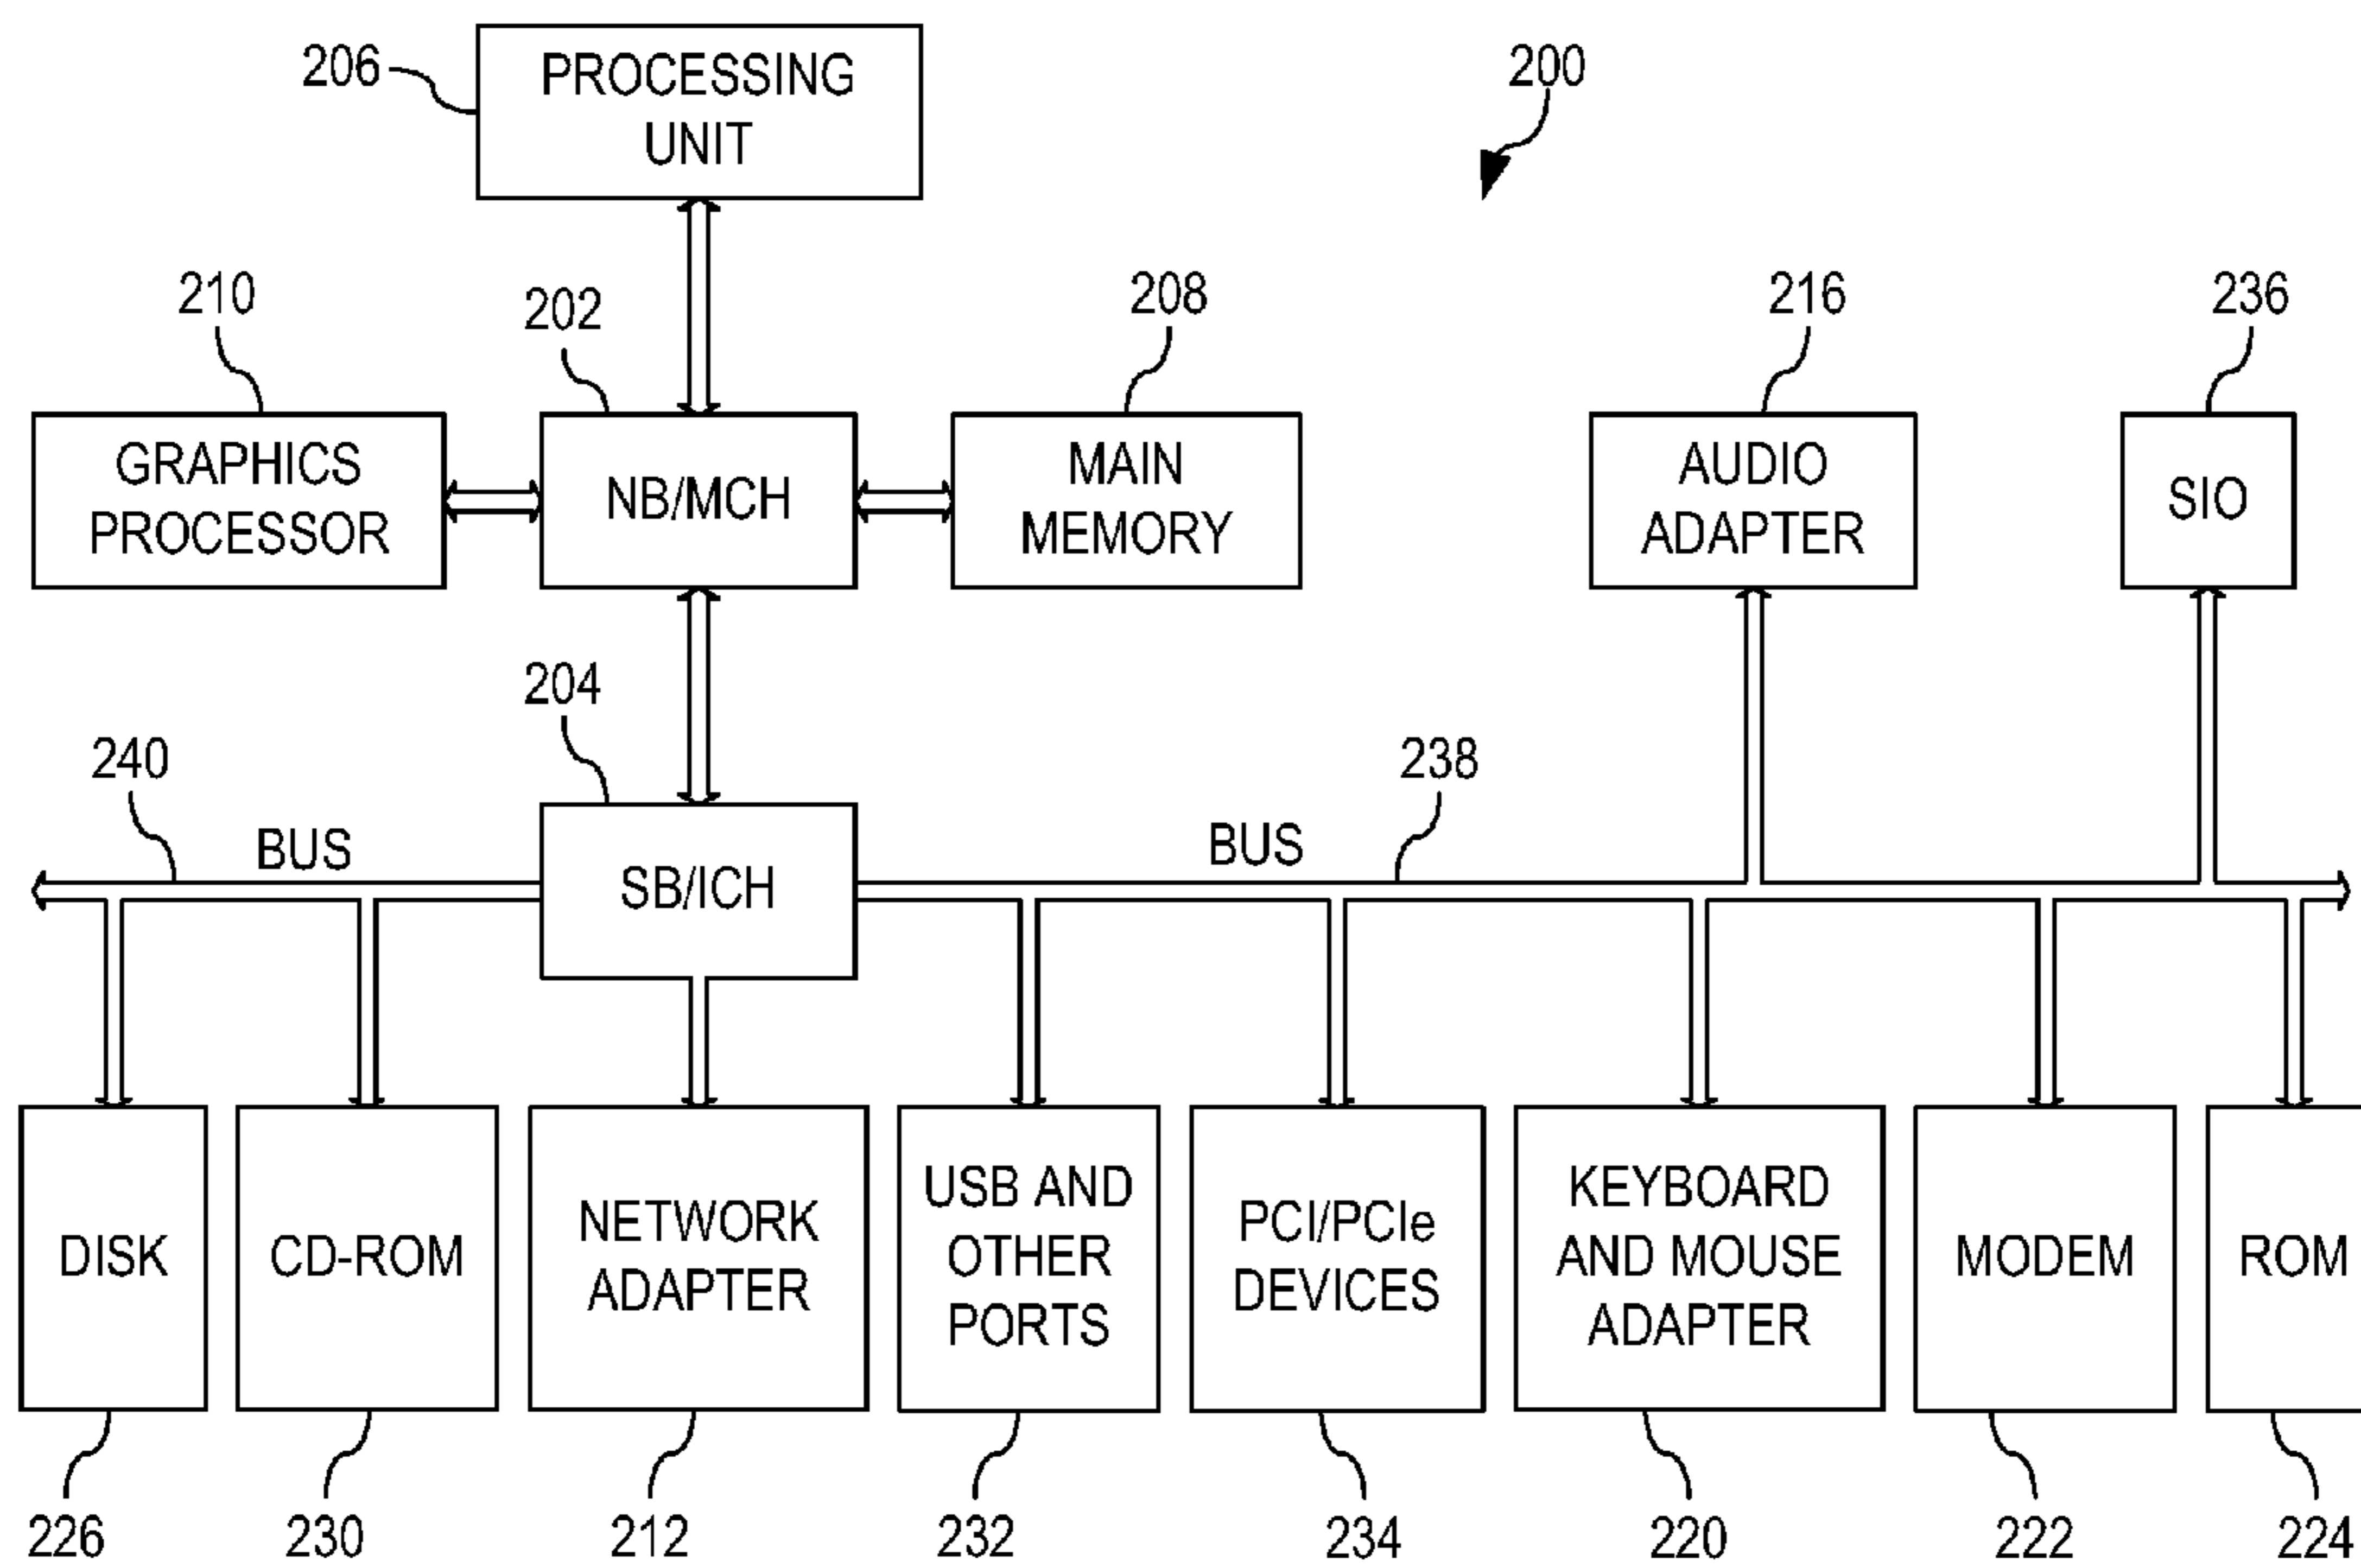 206
PROCESSING
UNIT
200
210
202
208
216
236
GRAPHICS
PROCESSOR
NB/MCH
MAIN
MEMORY
AUDIO
ADAPTER
SIO
204
240
238
BUS
BUS
SB/ICH
DISK
CD-ROM
NETWORK
ADAPTER
USB AND
OTHER
PORTS
PCI/PCIe
DEVICES
KEYBOARD
AND MOUSE
ADAPTER
MODEM
ROM
226
230
212
232
234
220
222
224